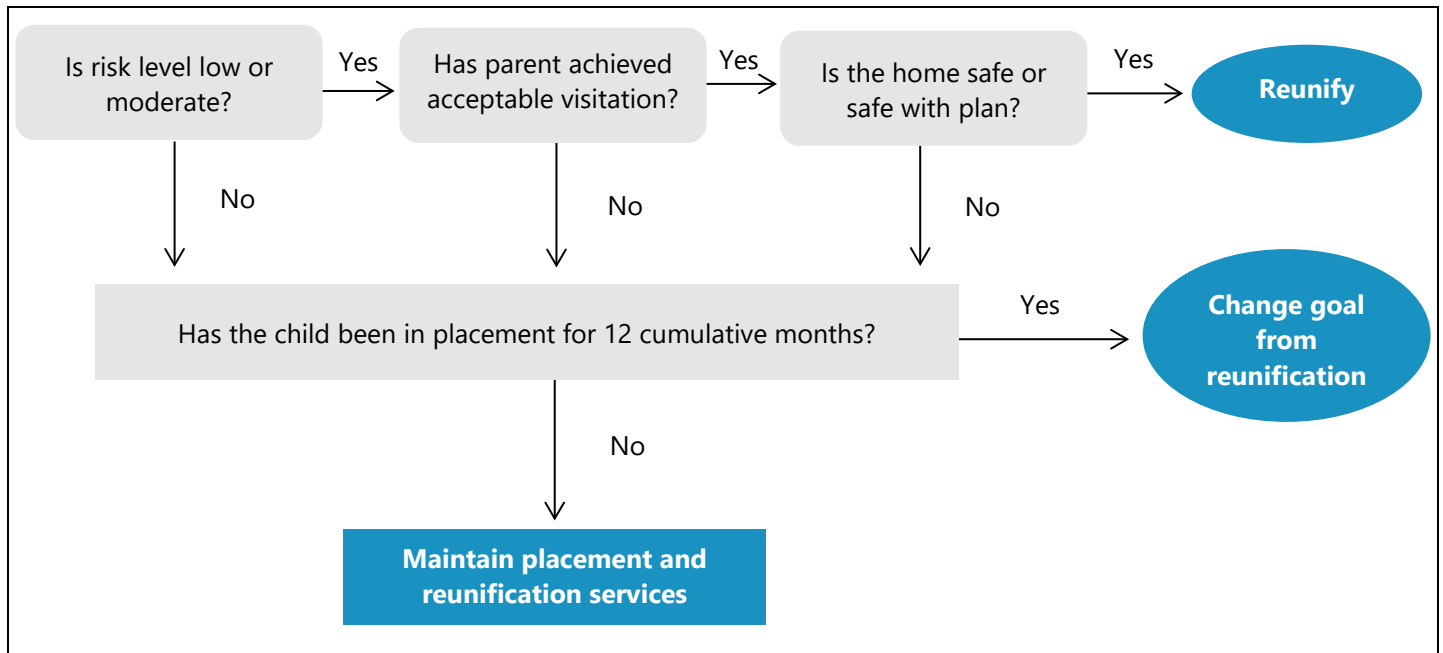 Is risk level low or
moderate?
Yes
Has parent achieved
acceptable visitation?
Yes
Is the home safe or
safe with plan?
Yes
Reunify
No
No
No
Has the child been in placement for 12 cumulative months?
Yes
Change goal
from
reunification
No
Maintain placement and
reunification services